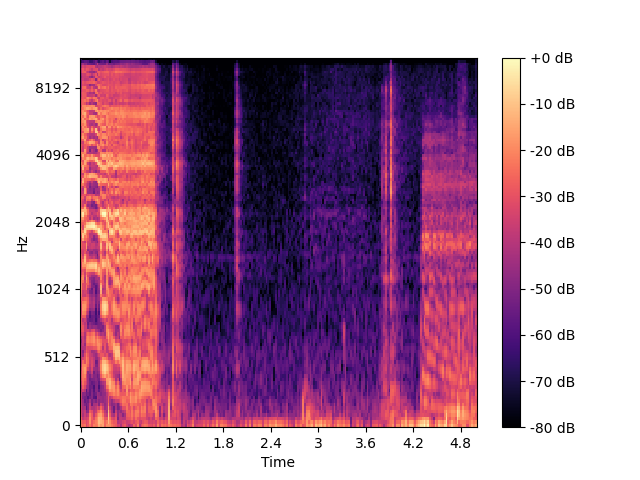 +0 dB
8192
-10 dB
4096
-20 dB
-30 dB
2048
Hz
-40 dB
1024
-50 dB
512
-60 dB
-70 dB
0
-80 dB
0 0.6 1.2 1.8 2.4 3 3.6 4.2 4.8
Time